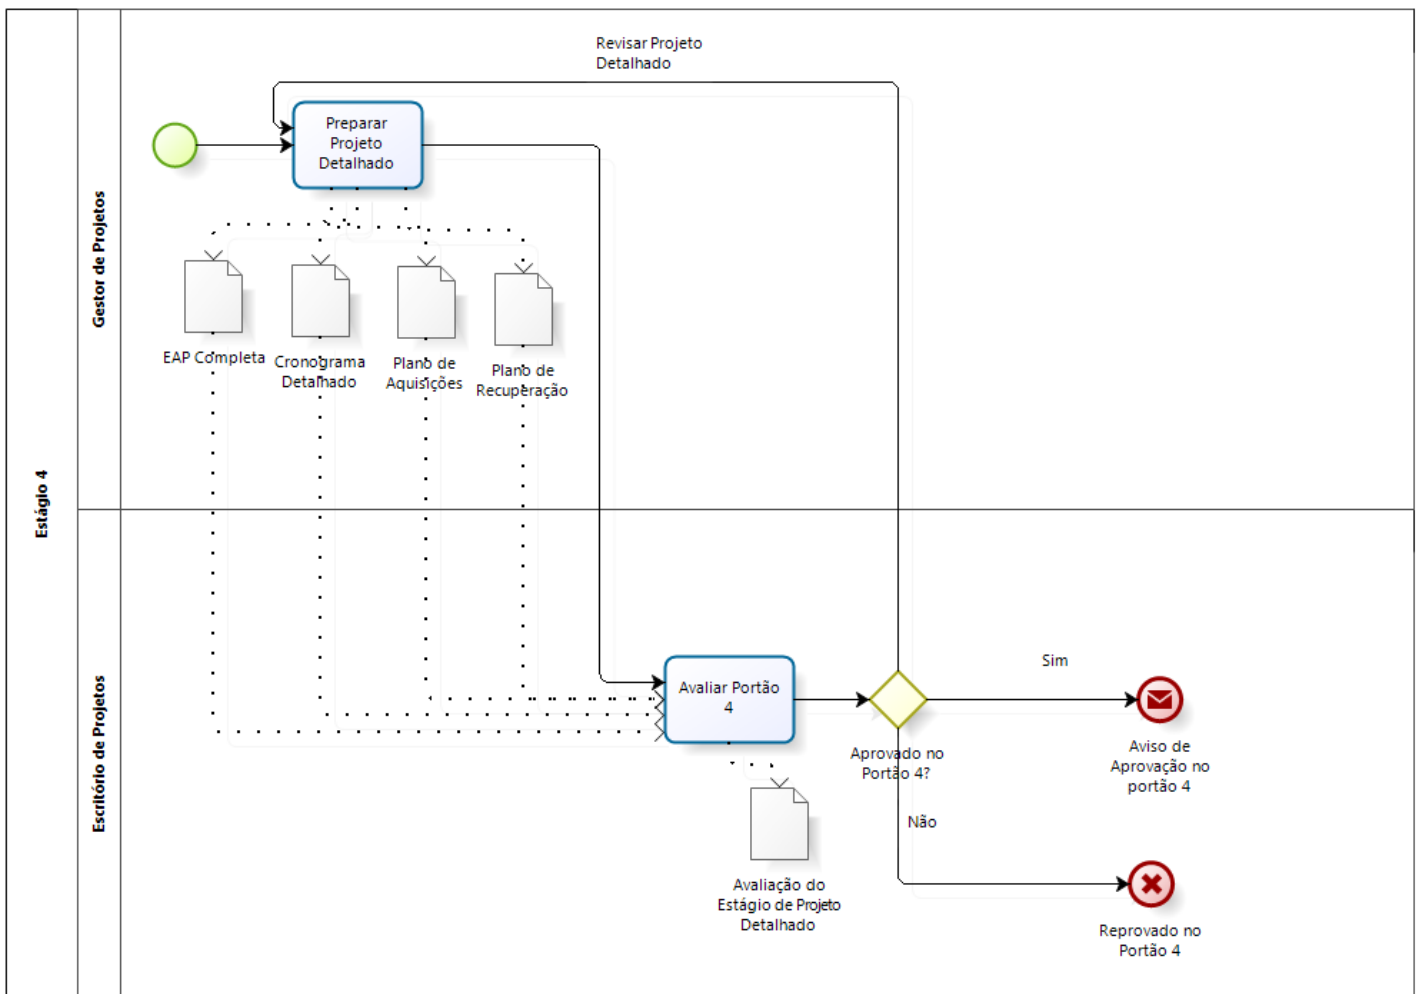 Estágio 4
Gestor de Projetos
Revisar Projeto
Detalhado
Preparar
Projeto
Detalhado
EAP Completa
Cronograma
Detalhado
Plano de
Aquisições
Plano de
Recuperação
Escritório de Projetos
Avaliar Portão
4
Aprovado no
Portão 4?
Sim
Aviso de
Aprovação no
portão 4
Não
Avaliação do
Estágio de Projeto
Detalhado
Reprovado no
Portão 4